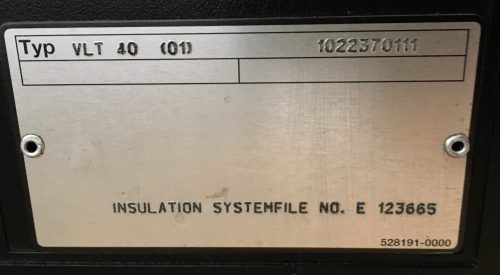 Typ VLT 40 (01) 1022370111
INSULATION SYSTEMFILE NO. E 123665
528191-0000